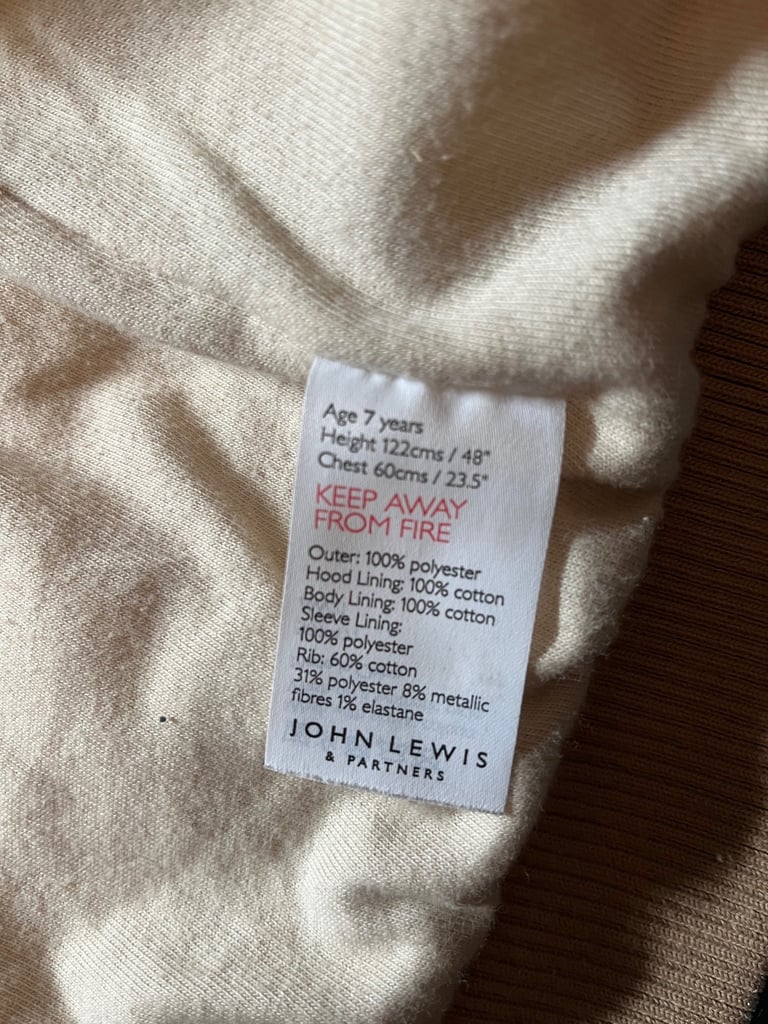 Age 7 years
Height 122cms / 48"
Chest 60cms / 23.5"
KEEP AWAY
FROM FIRE
Outer: 100% polyester
Hood Lining: 100% cotton
Body Lining: 100% cotton
Sleeve Lining:
100% polyester
Rib: 60% cotton
31% polyester 8% metallic
fibres 1% elastane
JOHN LEWIS
& PARTNERS